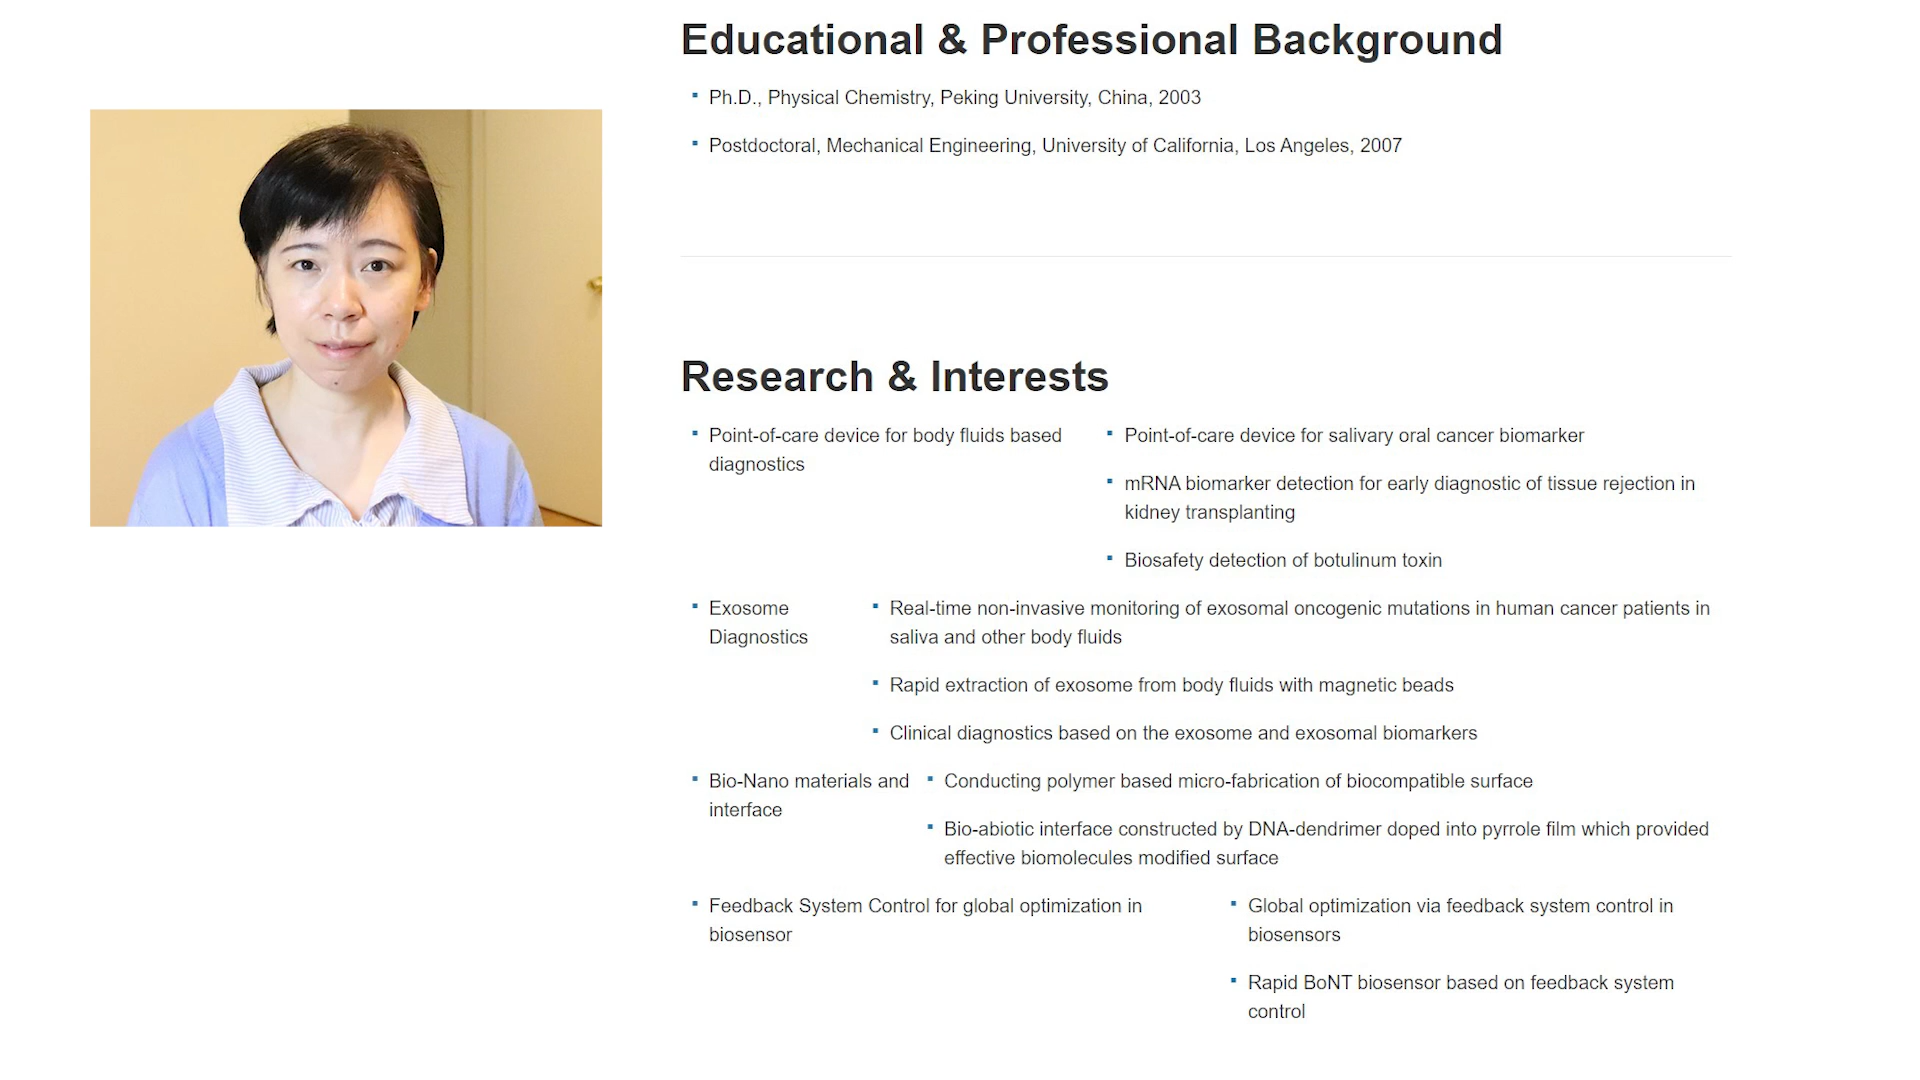 Educational & Professional Background
Ph.D., Physical Chemistry, Peking University, China, 2003
Postdoctoral, Mechanical Engineering, University of California, Los Angeles, 2007
Research & Interests
Point-of-care device for body fluids based
diagnostics
Point-of-care device for salivary oral cancer biomarker
mRNA biomarker detection for early diagnostic of tissue rejection in
kidney transplanting
Biosafety detection of botulinum toxin
Exosome
Diagnostics
Real-time non-invasive monitoring of exosomal oncogenic mutations in human cancer patients in
saliva and other body fluids
Rapid extraction of exosome from body fluids with magnetic beads
Clinical diagnostics based on the exosome and exosomal biomarkers
Bio-Nano materials and
interface
Conducting polymer based micro-fabrication of biocompatible surface
Bio-abiotic interface constructed by DNA-dendrimer doped into pyrrole film which provided
effective biomolecules modified surface
Feedback System Control for global optimization in
biosensor
Global optimization via feedback system control in
biosensors
Rapid BoNT biosensor based on feedback system
control